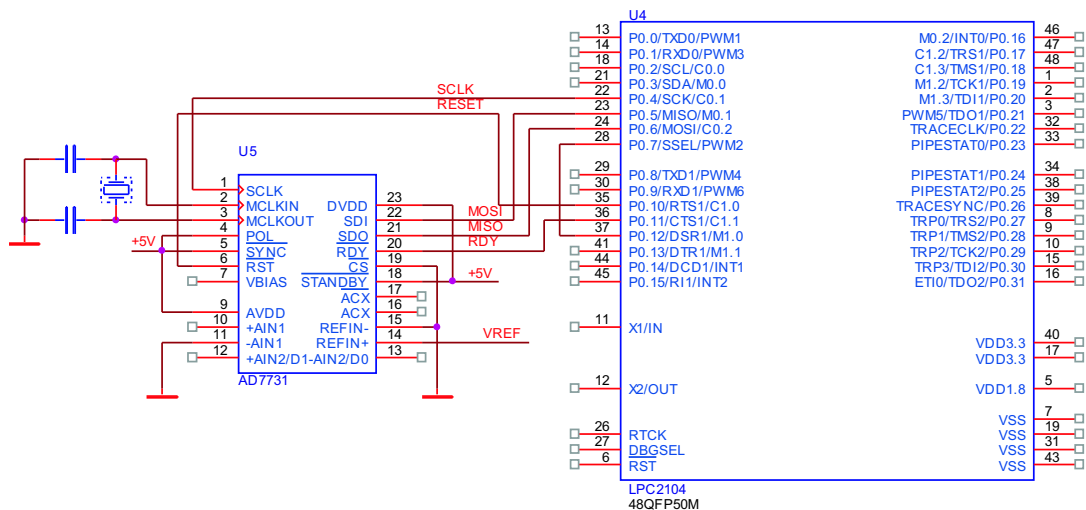 U4
13 P0.0/TXD0/PWM1 M0.2/INT0/P0.16 46
14 P0.1/RXD0/PWM3 C1.2/TRS1/P0.17 47
18 P0.2/SCL/C0.0 C1.3/TMS1/P0.18 48
21 P0.3/SDA/M0.0 M1.2/TCK1/P0.19 1
SCLK 22 P0.4/SCK/C0.1 M1.3/TDI1/P0.20 2
RESET 23 P0.5/MISO/M0.1 PWM5/TDO1/P0.21 3
24 P0.6/MOSI/C0.2 TRACECLK/P0.22 32
28 P0.7/SSEL/PWM2 PIPESTAT0/P0.23 33
29 P0.8/TXD1/PWM4 PIPESTAT1/P0.24 34
30 P0.9/RXD1/PWM6 PIPESTAT2/P0.25 38
35 P0.10/RTS1/C1.0 TRACESYNC/P0.26 39
36 P0.11/CTS1/C1.1 TRP0/TRS2/P0.27 8
37 P0.12/DSR1/M1.0 TRP1/TMS2/P0.28 9
41 P0.13/DTR1/M1.1 TRP2/TCK2/P0.29 10
44 P0.14/DCD1/INT1 TRP3/TDI2/P0.30 15
45 P0.15/RI1/INT2 ETI0/TDO2/P0.31 16
11 X1/IN
VDD3.3 40
VDD3.3 17
12 X2/OUT VDD1.8 5
VSS 7
26 RTCK VSS 19
27 DBGSEL VSS 31
6 RST VSS 43
LPC2104
48QFP50M
U5
1 SCLK
2 MCLKIN DVDD 23
3 MCLKOUT SDI 22 MOSI
4 POL SDO 21 MISO
+5V 5 SYNC RDY 20 RDY
6 RST CS 19
7 VBIAS STANDBY 18 +5V
ACX 17
9 AVDD ACX 16
10 +AIN1 REFIN- 15
11 -AIN1 REFIN+ 14 VREF
12 +AIN2/D1 -AIN2/D0 13
AD7731